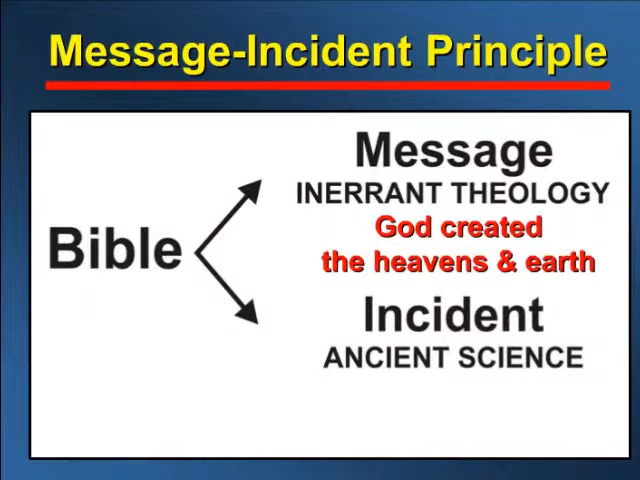 Message-Incident Principle
Message
INERRANT THEOLOGY
God created
the heavens & earth
Bible
Incident
ANCIENT SCIENCE